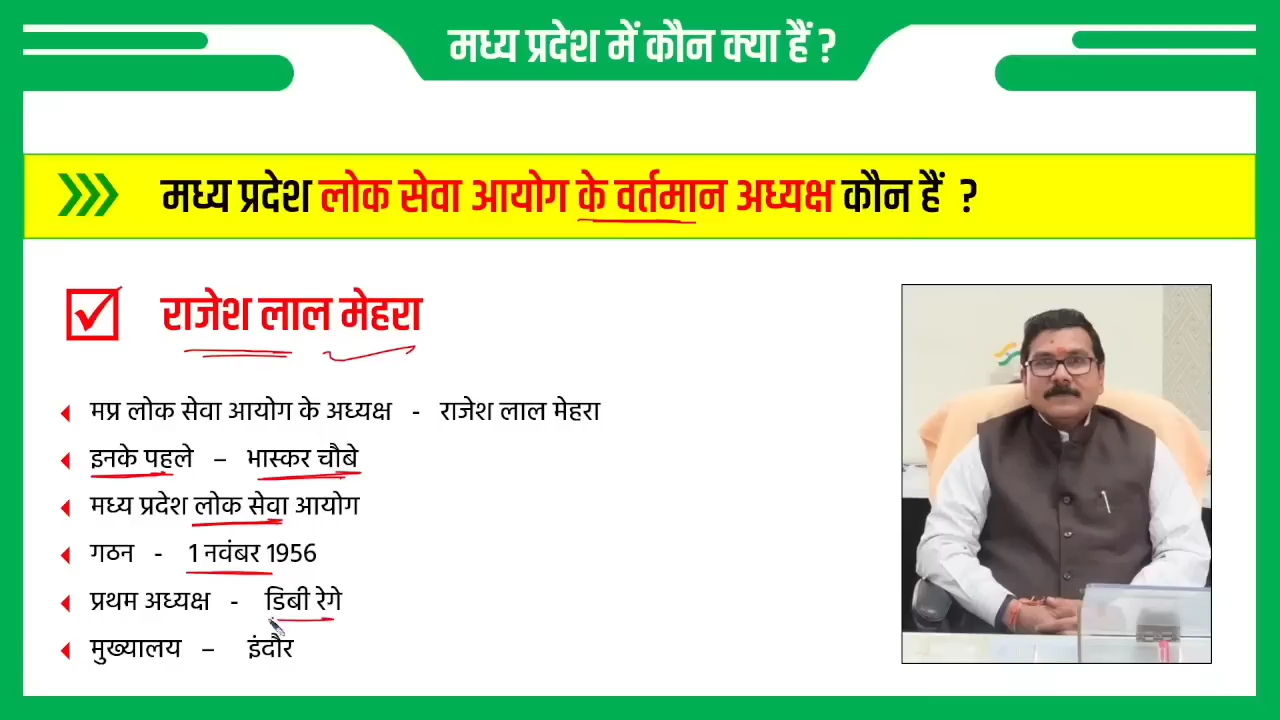 मध्य प्रदेश में कौन क्या हैं ?
मध्य प्रदेश लोक सेवा आयोग के वर्तमान अध्यक्ष कौन हैं ?
राजेश लाल मेहरा
मप्र लोक सेवा आयोग के अध्यक्ष - राजेश लाल मेहरा
इनके पहले – भास्कर चौबे
मध्य प्रदेश लोक सेवा आयोग
गठन - 1 नवंबर 1956
प्रथम अध्यक्ष - डिबी रेगे
मुख्यालय – इंदौर